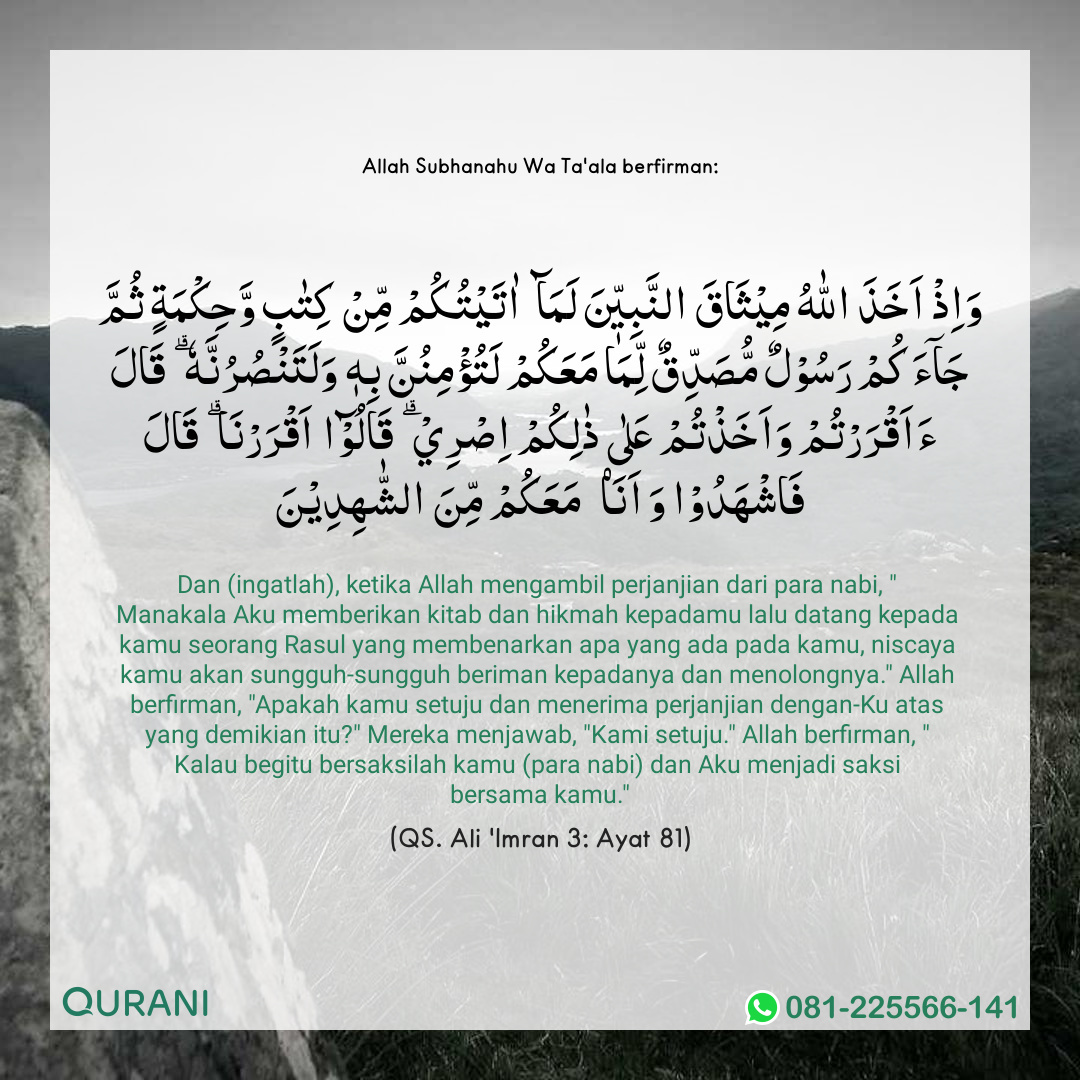 Allah Subhanahu Wa Ta'ala berfirman:
وَاِذْ اَخَذَ اللّٰهُ مِيْثَاقَ النَّبِيّٖنَ لَمَاۤ اٰتَيْتُكُمْ مِّنْ كِتٰبٍ وَّحِكْمَةٍ ثُمَّ
جَآءَكُمْ رَسُوْلٌ مُّصَدِّقٌ لِّمَا مَعَكُمْ لَتُؤْمِنُنَّ بِهٖ وَلَتَنْصُرُنَّهٗ ۗ قَالَ
ءَاَقْرَرْتُمْ وَاَخَذْتُمْ عَلٰى ذٰلِكُمْ اِصْرِيْ ۗ قَالُوْۤا اَقْرَرْنَا ۗ قَالَ
فَاشْهَدُوْا وَاَنَاۡ مَعَكُمْ مِّنَ الشّٰهِدِيْنَ
Dan (ingatlah), ketika Allah mengambil perjanjian dari para nabi, "
Manakala Aku memberikan kitab dan hikmah kepadamu lalu datang kepada
kamu seorang Rasul yang membenarkan apa yang ada pada kamu, niscaya
kamu akan sungguh-sungguh beriman kepadanya dan menolongnya." Allah
berfirman, "Apakah kamu setuju dan menerima perjanjian dengan-Ku atas
yang demikian itu?" Mereka menjawab, "Kami setuju." Allah berfirman, "
Kalau begitu bersaksilah kamu (para nabi) dan Aku menjadi saksi
bersama kamu."
(QS. Ali 'Imran 3: Ayat 81)
QURANI
081-225566-141